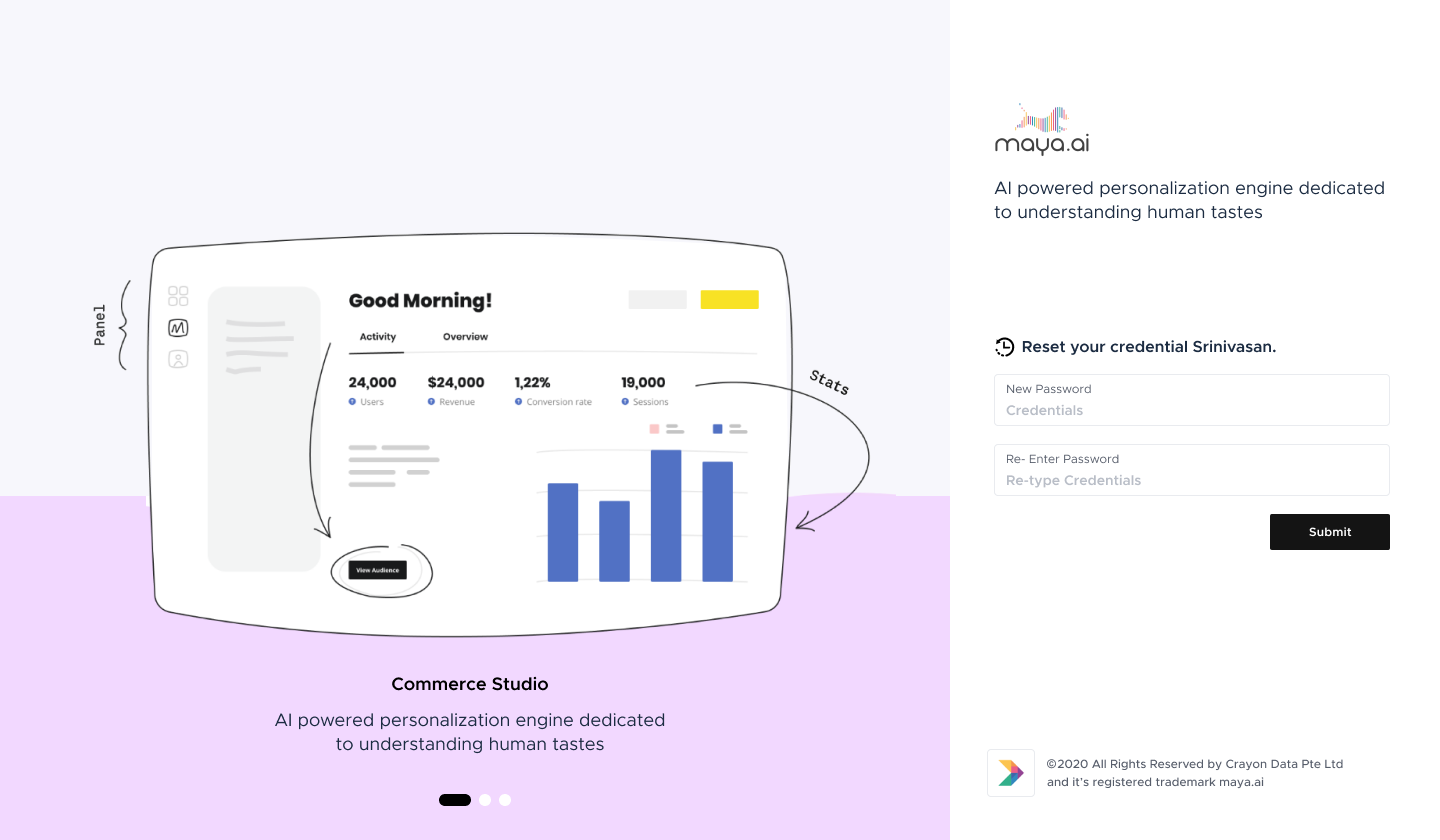 Panel
Good Morning!
Activity
Overview
24,000
$24,000
1,22%
19,000
Users
Revenue
Conversion rate
Sessions
Stats
View Audience
Commerce Studio
AI powered personalization engine dedicated
to understanding human tastes
maya.ai
AI powered personalization engine dedicated
to understanding human tastes
Reset your credential Srinivasan.
New Password
Credentials
Re- Enter Password
Re-type Credentials
Submit
©2020 All Rights Reserved by Crayon Data Pte Ltd
and it's registered trademark maya.ai